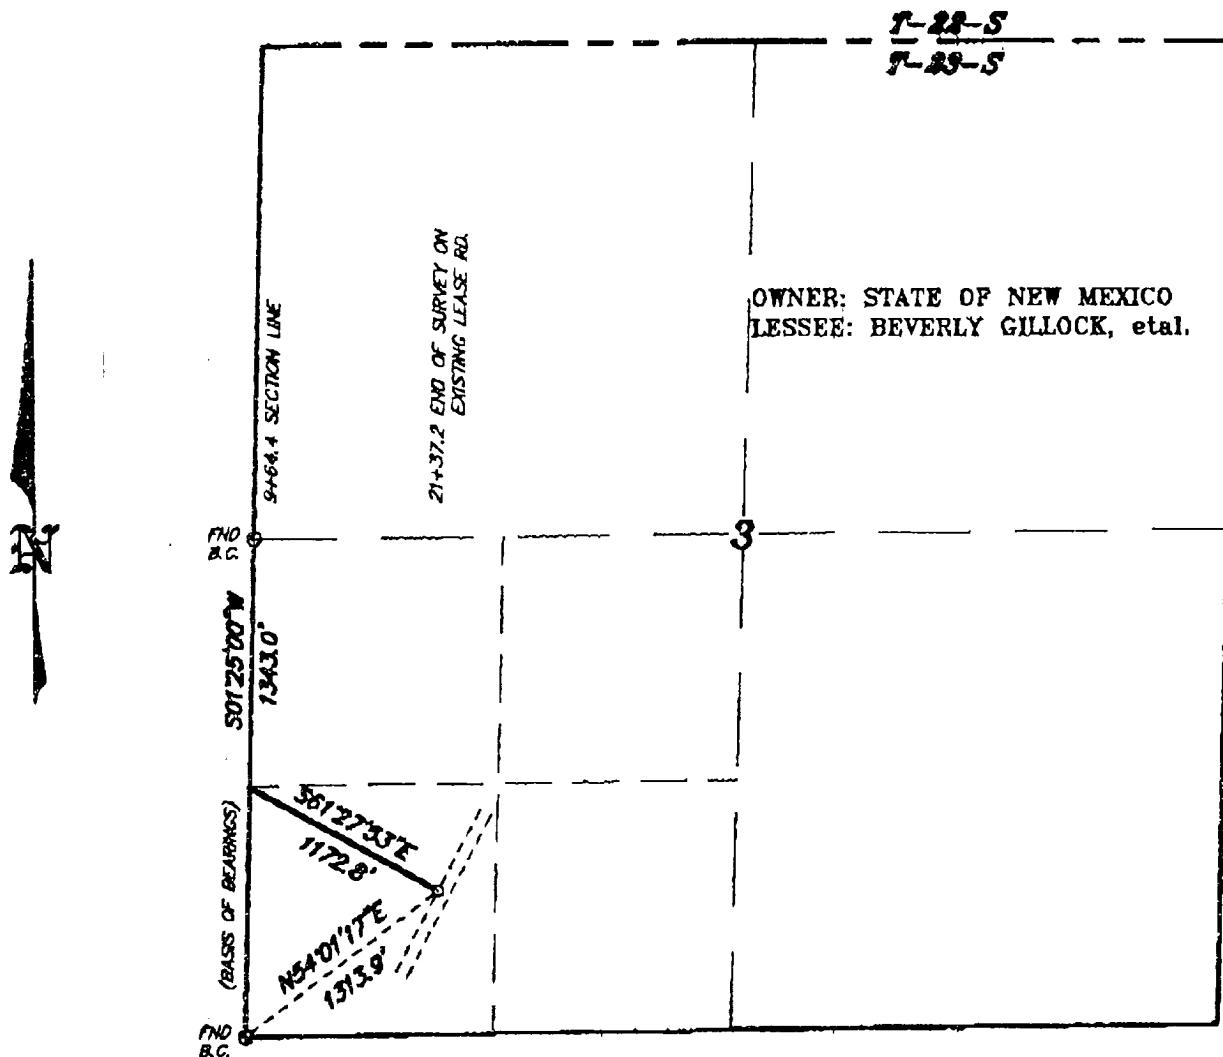 T-22-S
T-23-S
OWNER: STATE OF NEW MEXICO
LESSEE: BEVERLY GILLOCK, etal.
9+64.4 SECTION LINE
21+37.2 END OF SURVEY ON
EXISTING LEASE RD.
N
FND
B.C.
3
S01°25'00"W
1343.0'
(BASIS OF BEARINGS)
S61°27'53"E
1172.8'
N54°01'17"E
1313.9'
FND
B.C.